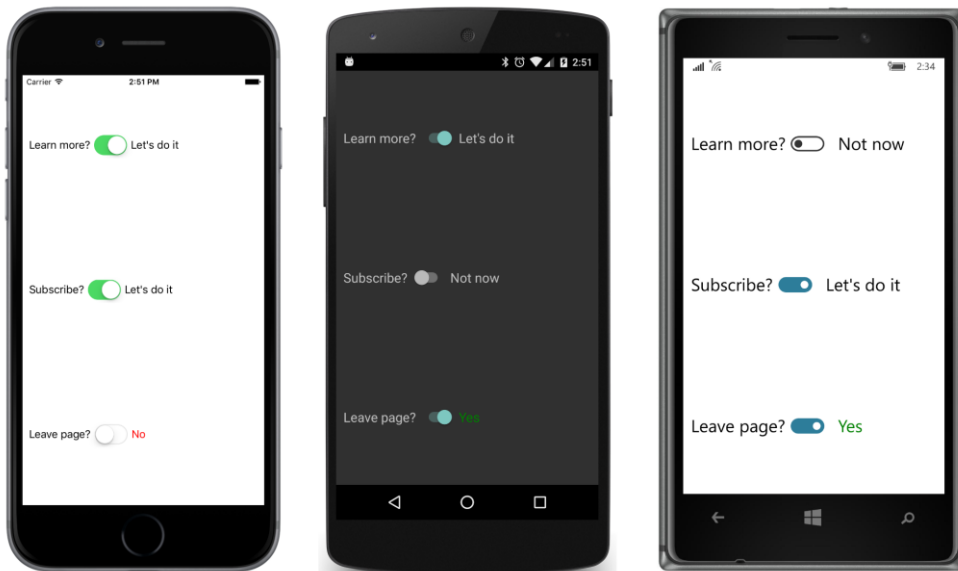 Carrier 2:51 PM
Learn more? Let's do it
Subscribe? Let's do it
Leave page? No
2:51
Learn more? Let's do it
Subscribe? Not now
Leave page? Yes
2:34
Learn more? Not now
Subscribe? Let's do it
Leave page? Yes